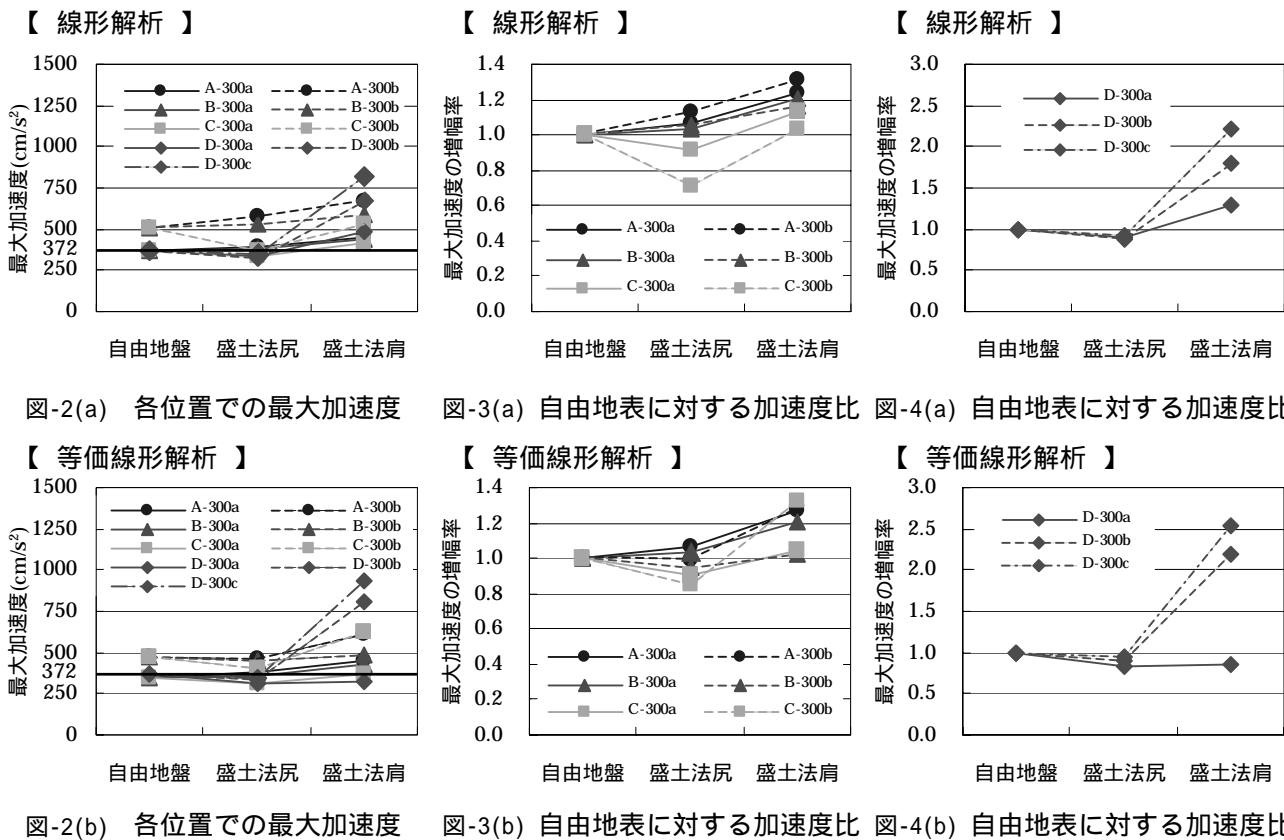 【 線形解析 】
最大加速度(cm/s²)
1500
1250
1000
750
500
372
250
0
A-300a
A-300b
B-300a
B-300b
C-300a
C-300b
D-300a
D-300b
D-300c
自由地盤 盛土法尻 盛土法肩
図-2(a) 各位置での最大加速度
【 線形解析 】
最大加速度の増幅率
1.4
1.2
1.0
0.8
0.6
0.4
0.2
0.0
A-300a
A-300b
B-300a
B-300b
C-300a
C-300b
自由地盤 盛土法尻 盛土法肩
図-3(a) 自由地表に対する加速度比
【 線形解析 】
最大加速度の増幅率
3.0
2.5
2.0
1.5
1.0
0.5
0.0
D-300a
D-300b
D-300c
自由地盤 盛土法尻 盛土法肩
図-4(a) 自由地表に対する加速度比
【 等価線形解析 】
最大加速度(cm/s²)
1500
1250
1000
750
500
372
250
0
A-300a
A-300b
B-300a
B-300b
C-300a
C-300b
D-300a
D-300b
D-300c
自由地盤 盛土法尻 盛土法肩
図-2(b) 各位置での最大加速度
【 等価線形解析 】
最大加速度の増幅率
1.4
1.2
1.0
0.8
0.6
0.4
0.2
0.0
A-300a
A-300b
B-300a
B-300b
C-300a
C-300b
自由地盤 盛土法尻 盛土法肩
図-3(b) 自由地表に対する加速度比
【 等価線形解析 】
最大加速度の増幅率
3.0
2.5
2.0
1.5
1.0
0.5
0.0
D-300a
D-300b
D-300c
自由地盤 盛土法尻 盛土法肩
図-4(b) 自由地表に対する加速度比